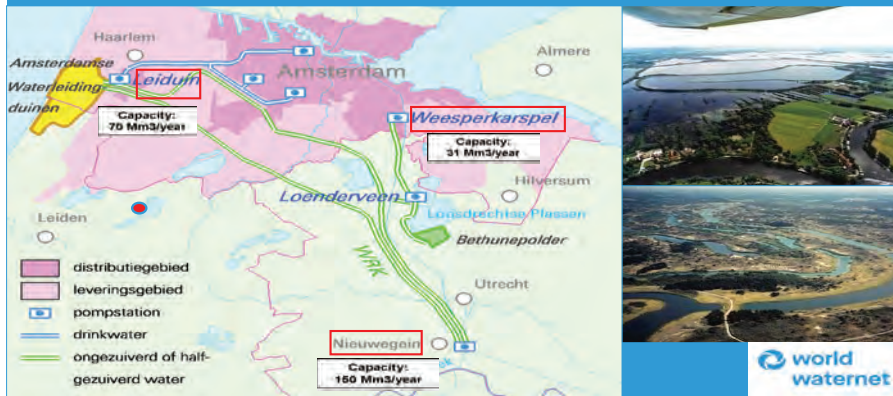 Haarlem
Almere
Amsterdamse
Waterleiding
duinen
Leiduin
Amsterdam
Capacity:
70 Mm3/year
Weesperkarspel
Capacity:
31 Mm3/year
Hilversum
Loenderveen
Loosdrechtse Plassen
Bethunepolder
Leiden
WRK
Utrecht
Nieuwegein
Capacity:
150 Mm3/year
distributiegebied
leveringsgebied
pompstation
drinkwater
ongezuiverd of half-
gezuiverd water
world
waternet